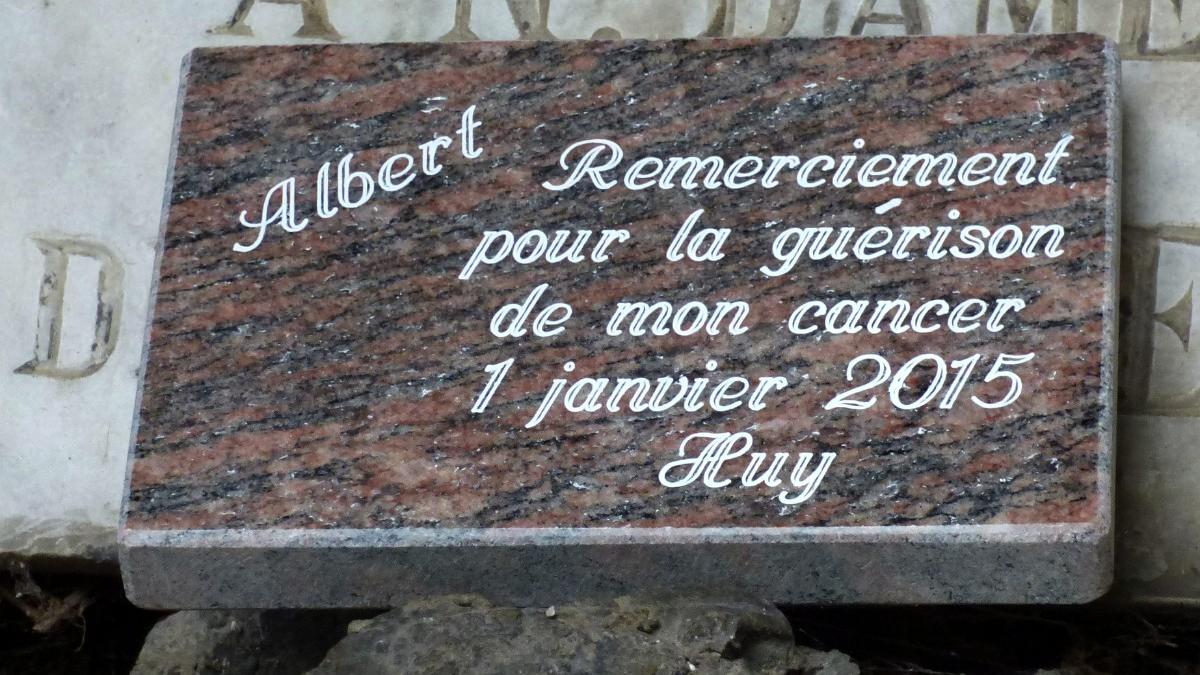 Albert
Remerciement
pour la guérison
de mon cancer
1 janvier 2015
Huy
D
E